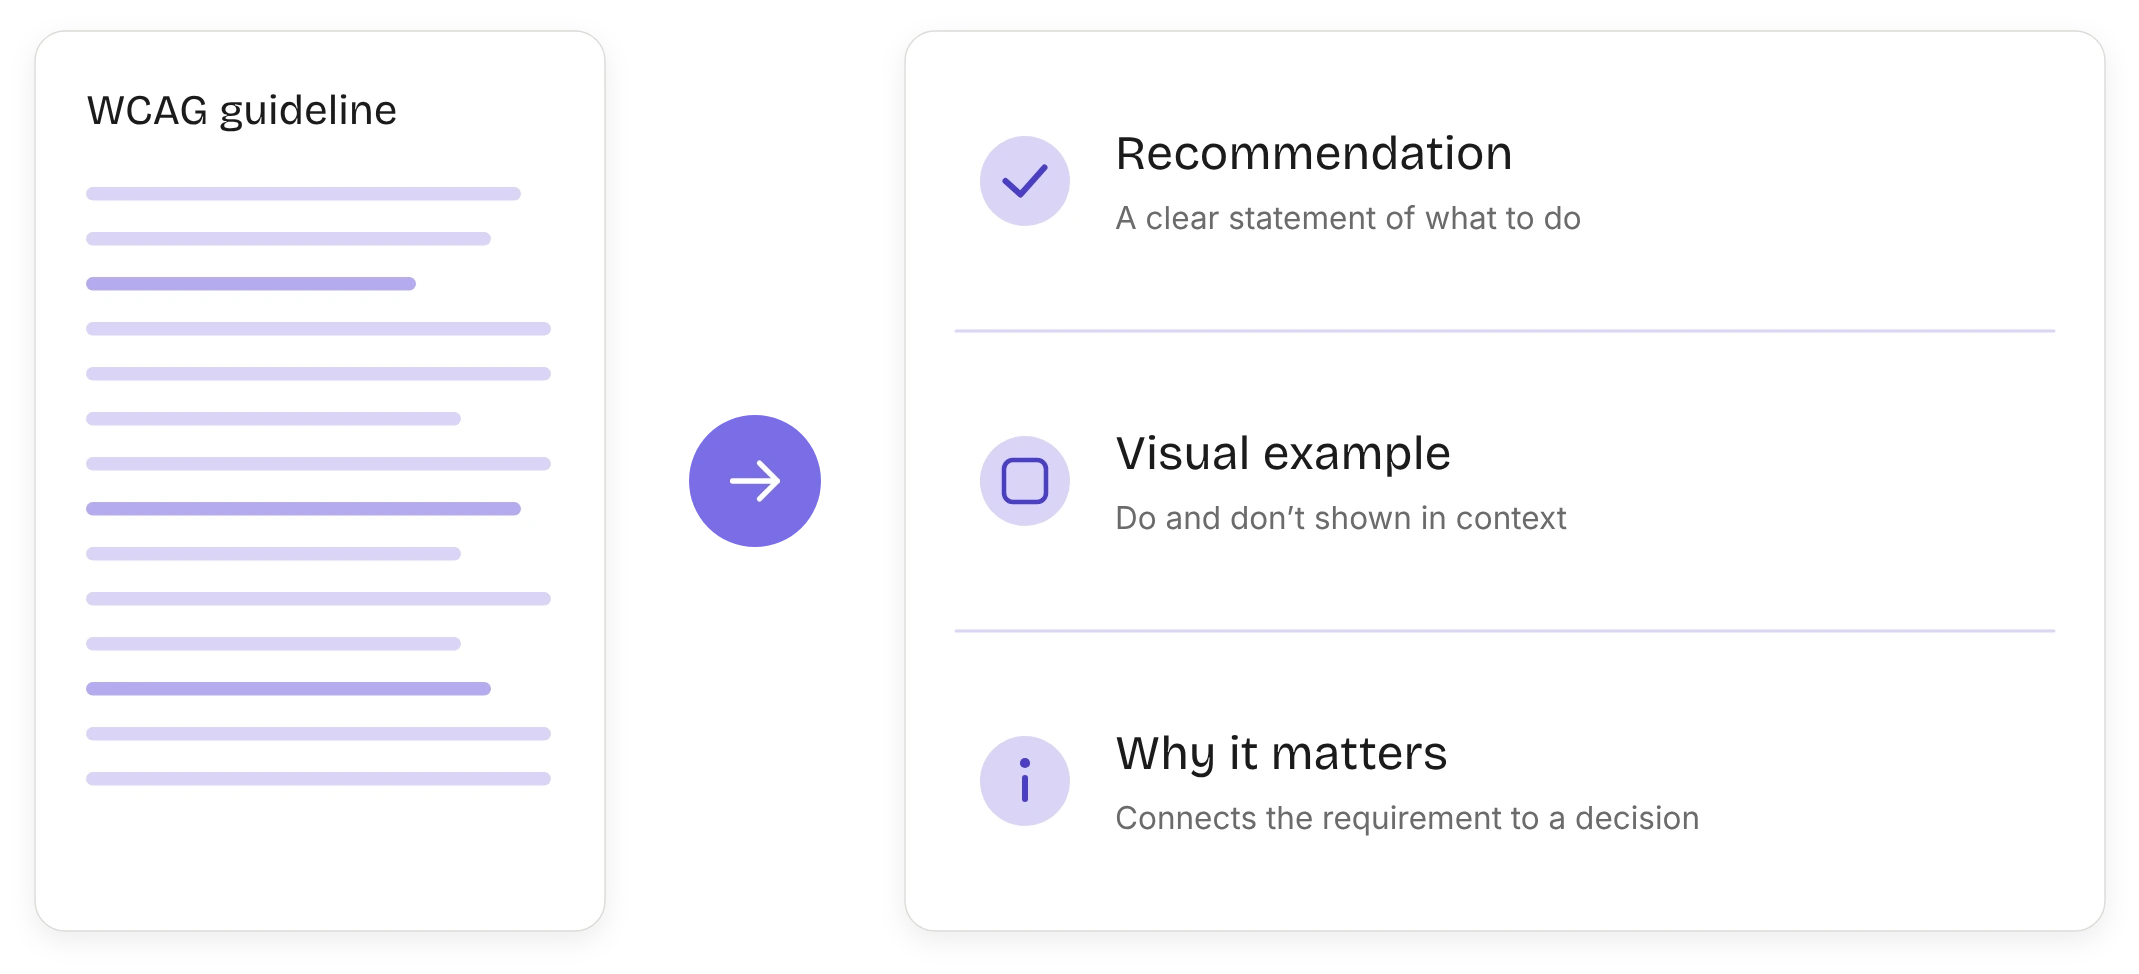 WCAG guideline
Recommendation
A clear statement of what to do
Visual example
Do and don’t shown in context
Why it matters
Connects the requirement to a decision